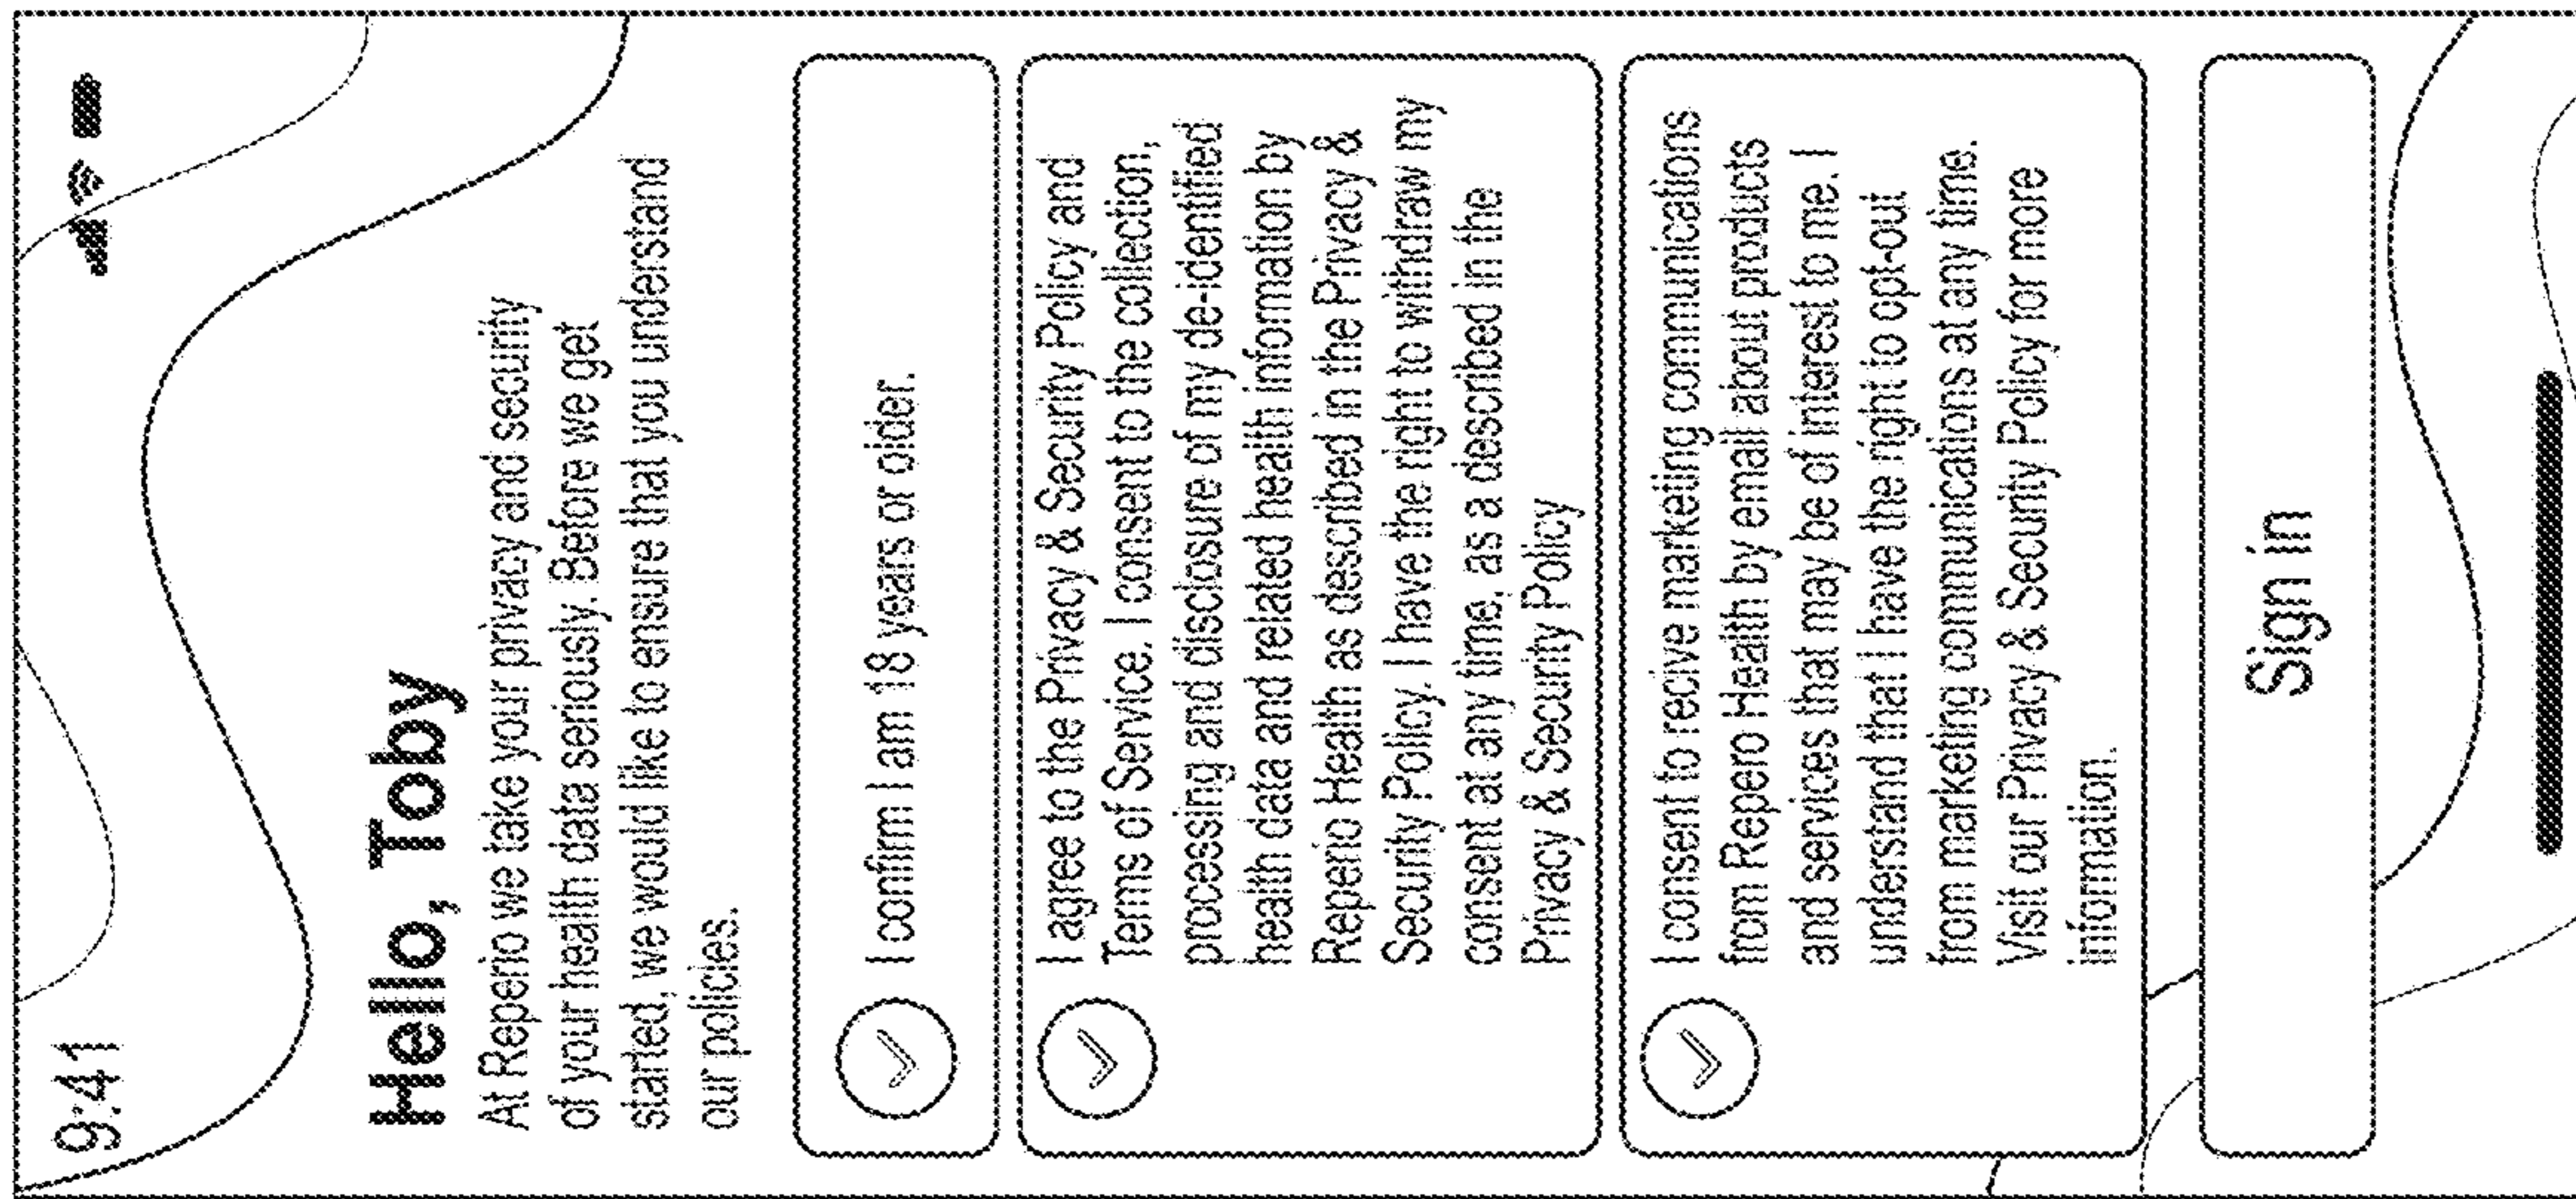 9:41
Hello, Toby
At Reperio we take your privacy and security
of your health data seriously. Before we get
started, we would like to ensure that you understand
our policies.
I confirm I am 18 years or older.
I agree to the Privacy & Security Policy and
Terms of Service. I consent to the collection,
processing and disclosure of my de-identified
health data and related health information by
Reperio Health as described in the Privacy &
Security Policy. I have the right to withdraw my
consent at any time, as a described in the
Privacy & Security Policy
I consent to recive marketing communications
from Repero Health by email about products
and services that may be of interest to me. I
understand that I have the right to opt-out
from marketing communications at any time.
Visit our Privacy & Security Policy for more
information.
Sign in